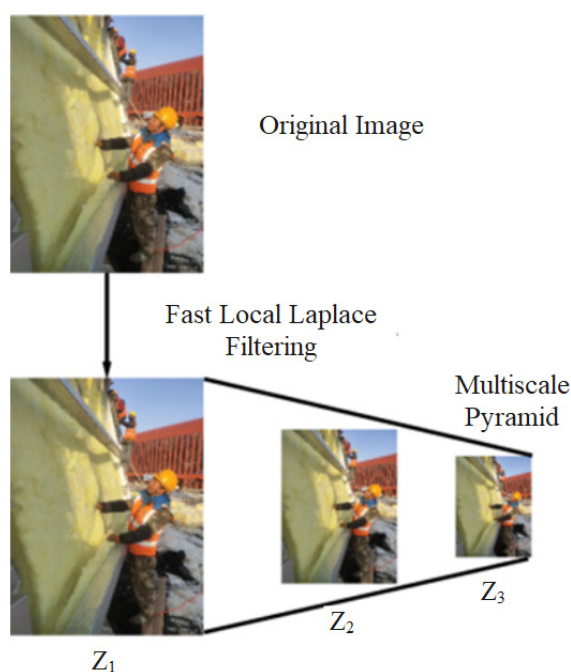 Original Image
Fast Local Laplace
Filtering
Multiscale
Pyramid
Z₁
Z₂
Z₃